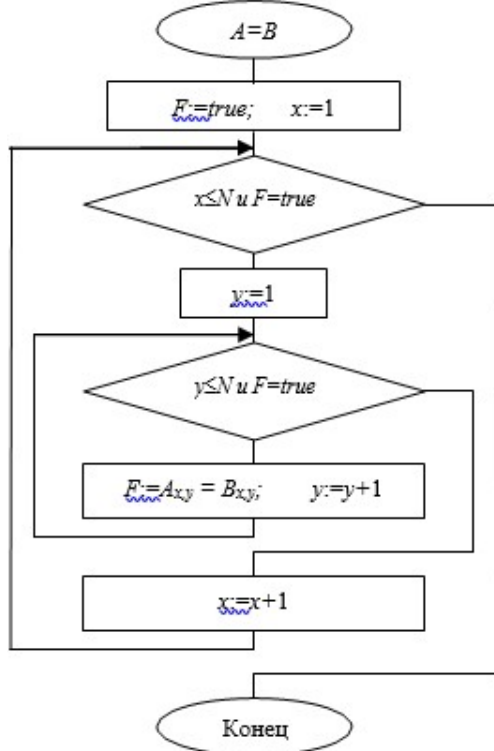 A=B
F:=true; x:=1
x≤N и F=true
y:=1
y≤N и F=true
F:=Ax,y = Bx,y; y:=y+1
x:=x+1
Конец